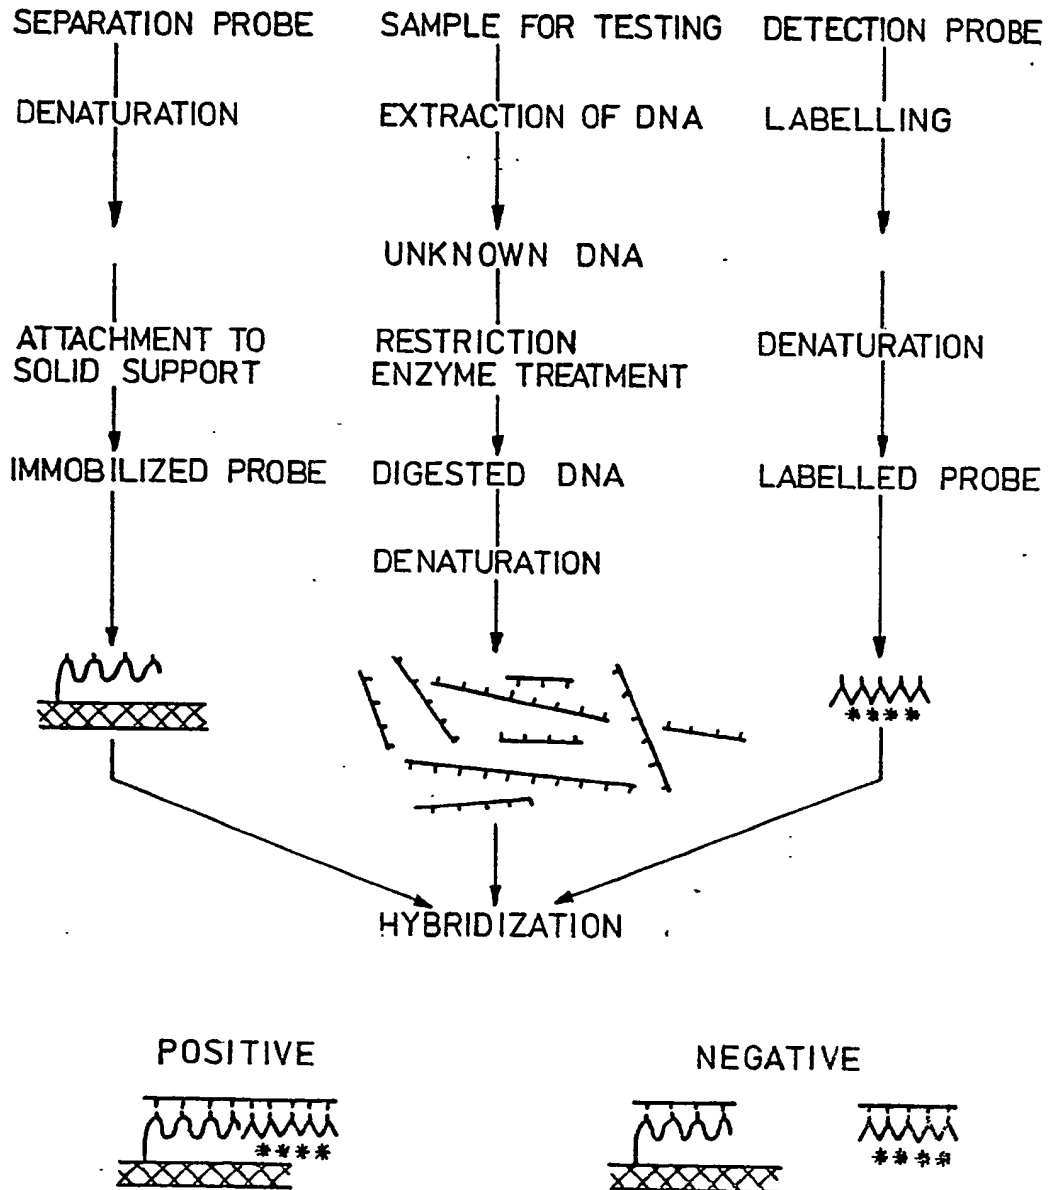 SEPARATION PROBE
SAMPLE FOR TESTING
DETECTION PROBE
DENATURATION
EXTRACTION OF DNA
LABELLING
UNKNOWN DNA
ATTACHMENT TO
SOLID SUPPORT
RESTRICTION
ENZYME TREATMENT
DENATURATION
IMMOBILIZED PROBE
DIGESTED DNA
LABELLED PROBE
DENATURATION
HYBRIDIZATION
POSITIVE
NEGATIVE